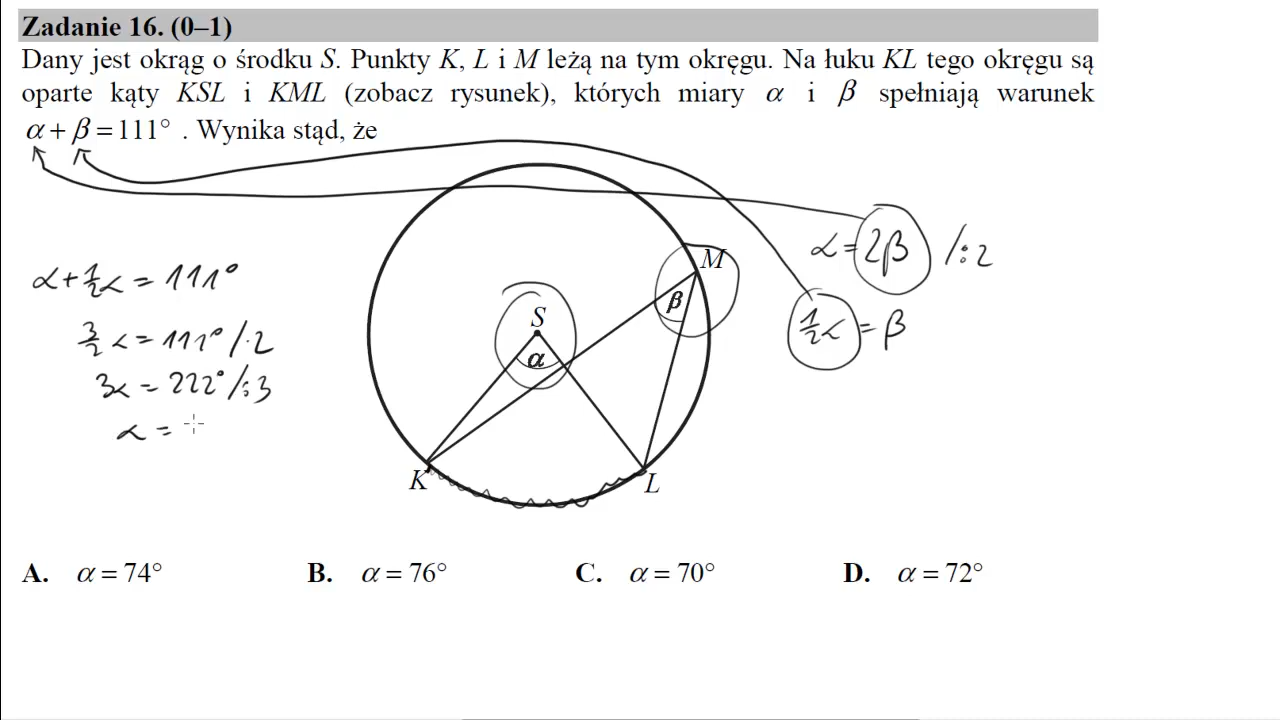 Zadanie 16. (0–1)
Dany jest okrąg o środku S. Punkty K, L i M leżą na tym okręgu. Na łuku KL tego okręgu są
oparte kąty KSL i KML (zobacz rysunek), których miary α i β spełniają warunek
α + β = 111° . Wynika stąd, że
α = 2β /:2
½α = β
α + ½α = 111°
3/2 α = 111° /·2
3α = 222° /:3
α =
M
β
S
α
K
L
A. α = 74°
B. α = 76°
C. α = 70°
D. α = 72°